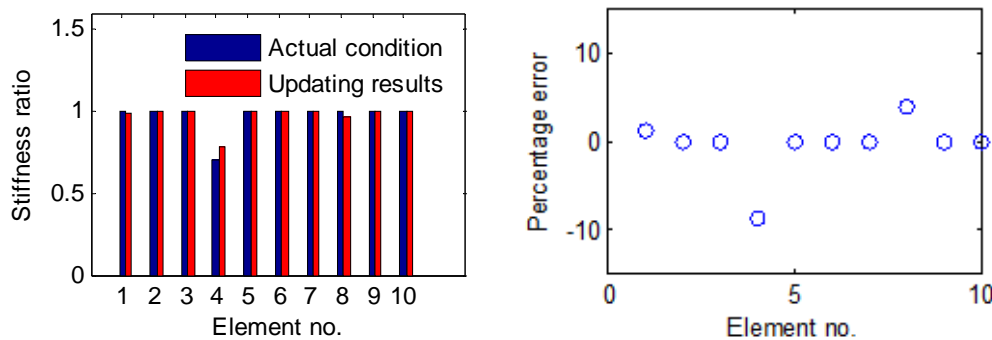 1.5
1
0.5
0
Stiffness ratio
Actual condition
Updating results
1 2 3 4 5 6 7 8 9 10
Element no.
10
0
-10
Percentage error
0 5 10
Element no.